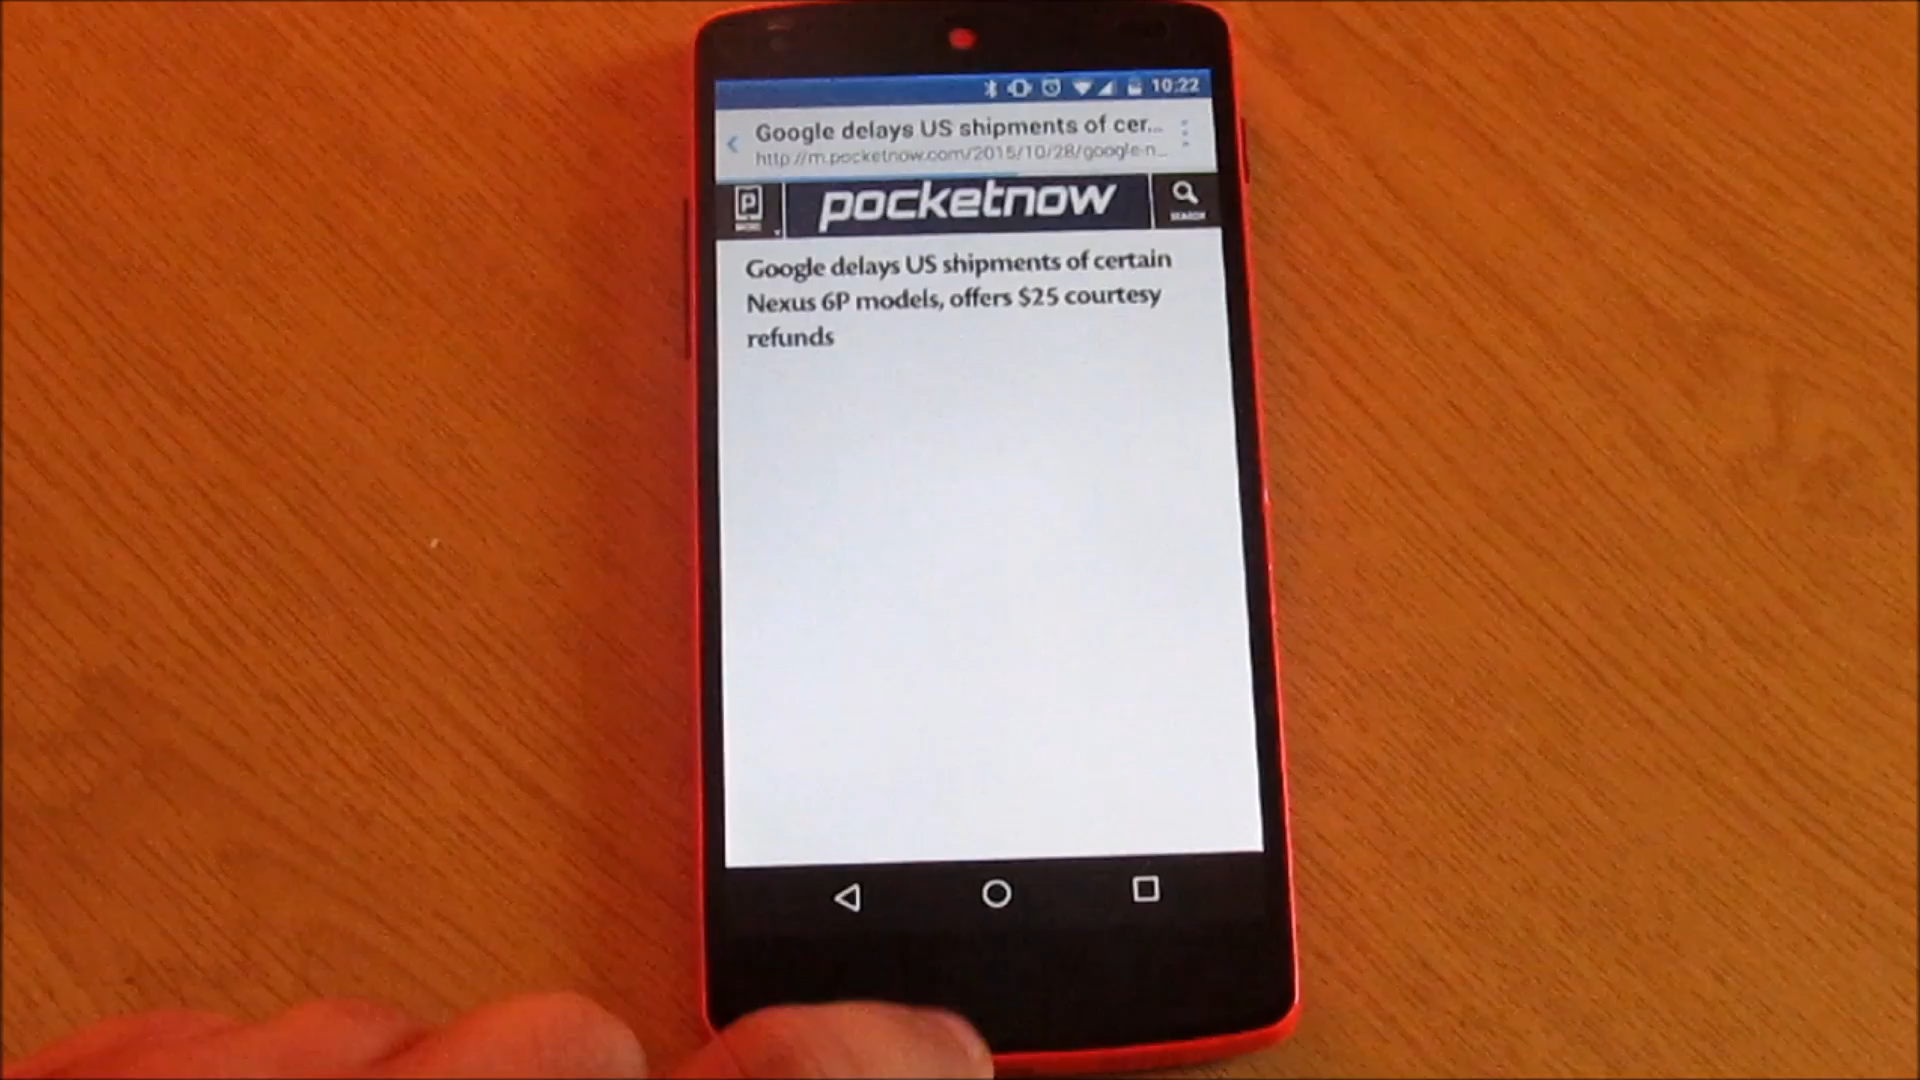 10:22
Google delays US shipments of cer...
http://m.pocketnow.com/2015/10/28/google-n...
pocketnow
SEARCH
Google delays US shipments of certain
Nexus 6P models, offers $25 courtesy
refunds